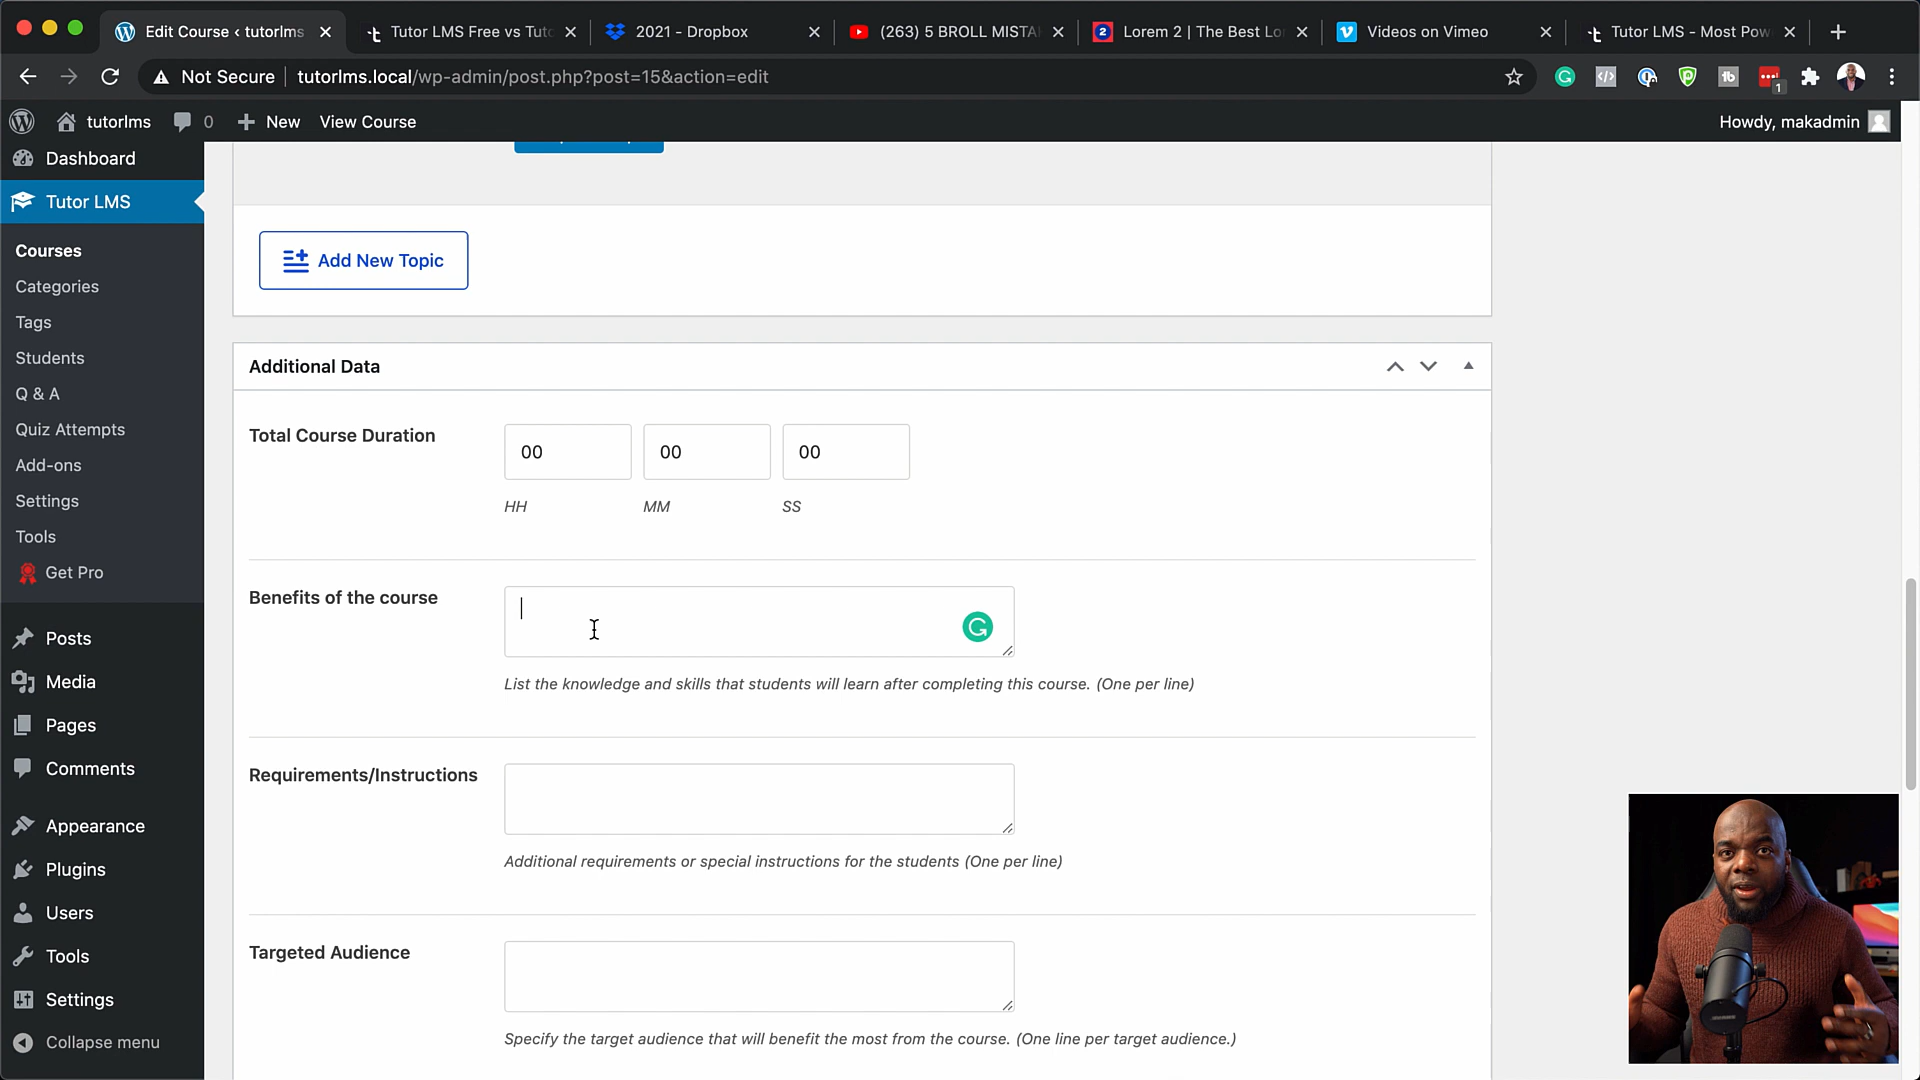 Edit Course ‹ tutorlms
Tutor LMS Free vs Tuto
2021 - Dropbox
(263) 5 BROLL MISTA
Lorem 2 | The Best Lo
Videos on Vimeo
Tutor LMS - Most Pow
Not Secure
tutorlms.local/wp-admin/post.php?post=15&action=edit
1
tutorlms
0
New
View Course
Howdy, makadmin
Dashboard
Tutor LMS
Courses
Categories
Tags
Students
Q & A
Quiz Attempts
Add-ons
Settings
Tools
Get Pro
Posts
Media
Pages
Comments
Appearance
Plugins
Users
Tools
Settings
Collapse menu
Add New Topic
Additional Data
Total Course Duration
00 00 00
HH MM SS
Benefits of the course
List the knowledge and skills that students will learn after completing this course. (One per line)
Requirements/Instructions
Additional requirements or special instructions for the students (One per line)
Targeted Audience
Specify the target audience that will benefit the most from the course. (One line per target audience.)